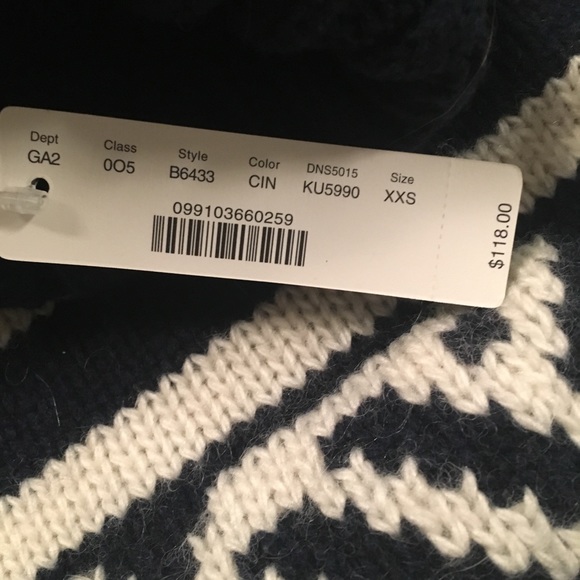 Dept Class Style Color DNS5015 Size
GA2 0O5 B6433 CIN KU5990 XXS
099103660259
$118.00